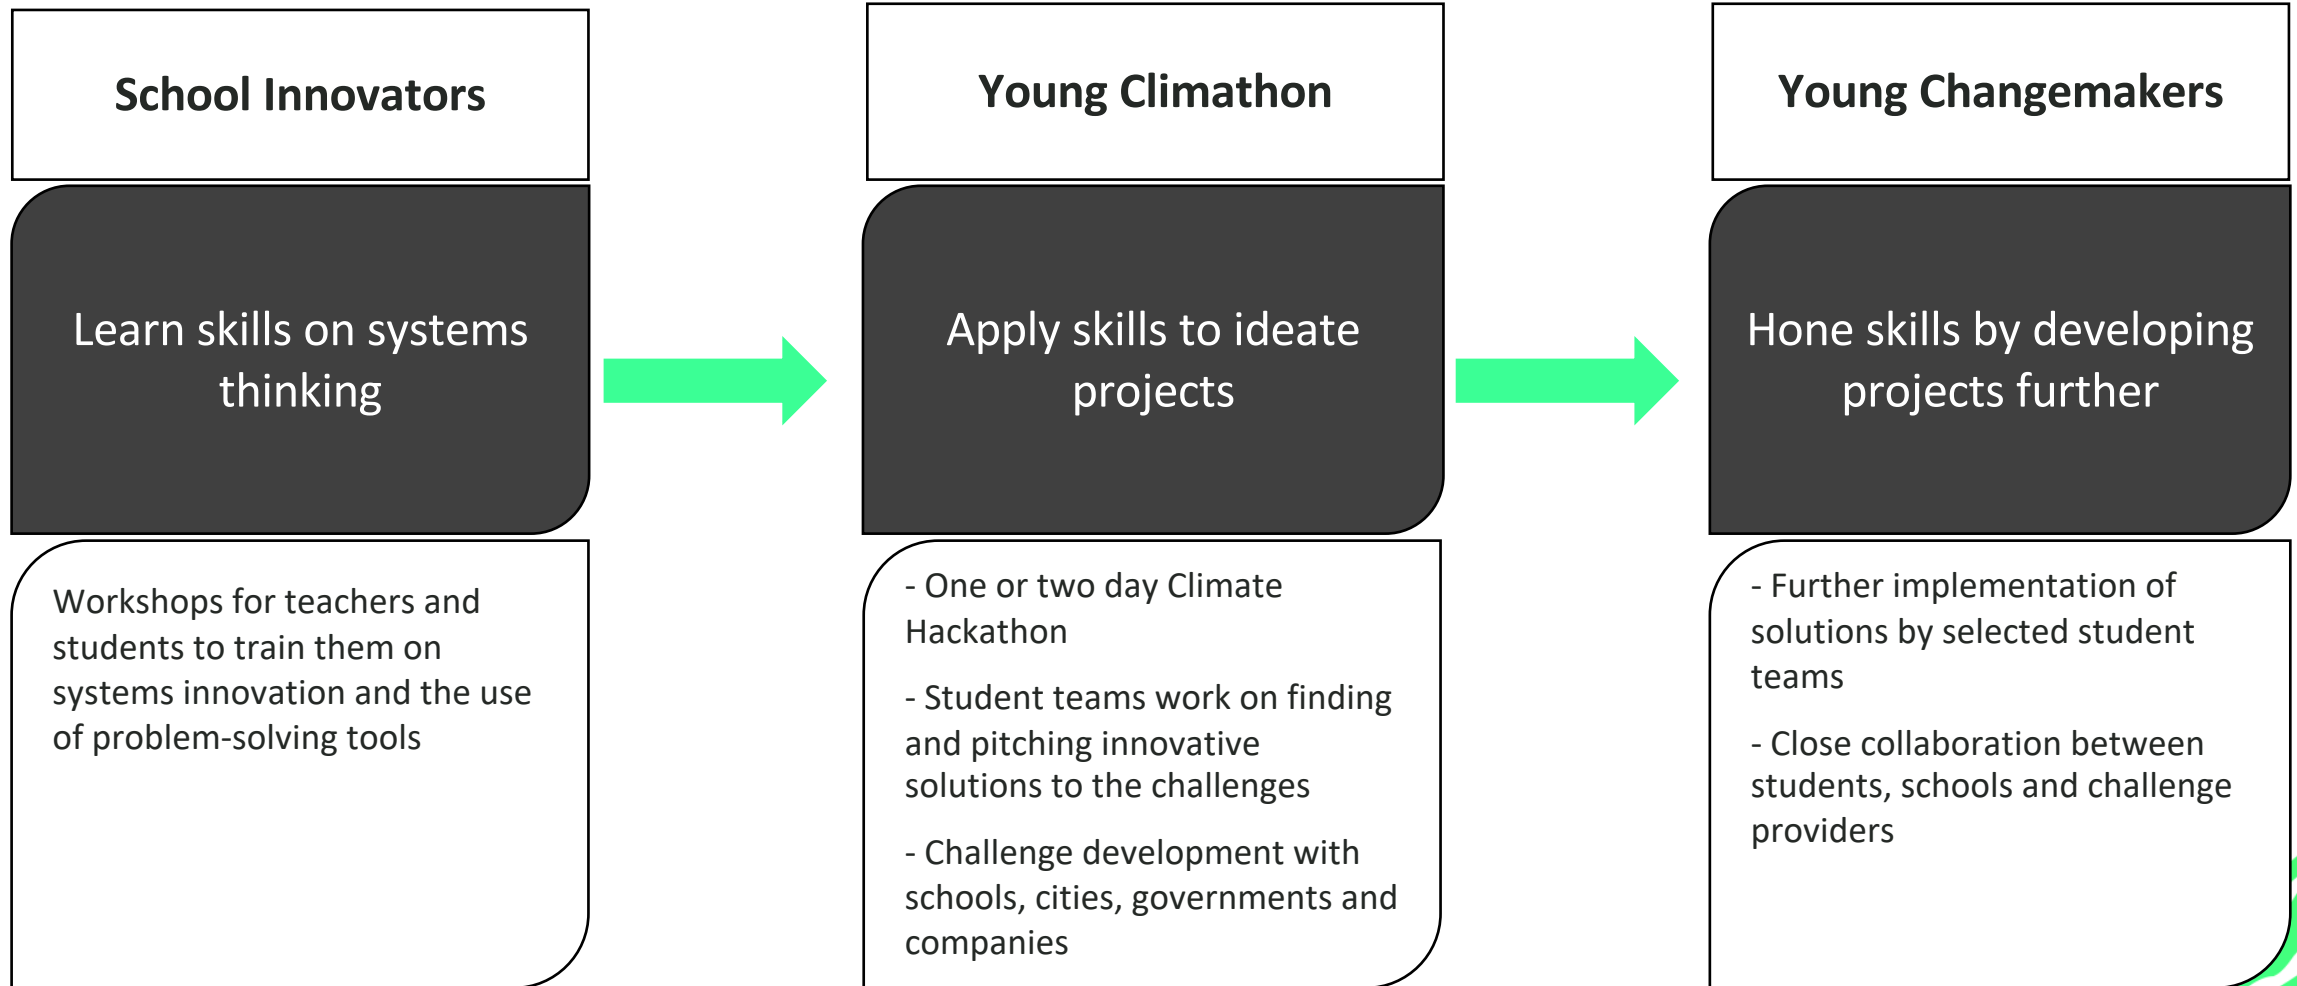 School Innovators
Learn skills on systems
thinking
Workshops for teachers and
students to train them on
systems innovation and the use
of problem-solving tools
Young Climathon
Apply skills to ideate
projects
- One or two day Climate
Hackathon
- Student teams work on finding
and pitching innovative
solutions to the challenges
- Challenge development with
schools, cities, governments and
companies
Young Changemakers
Hone skills by developing
projects further
- Further implementation of
solutions by selected student
teams
- Close collaboration between
students, schools and challenge
providers